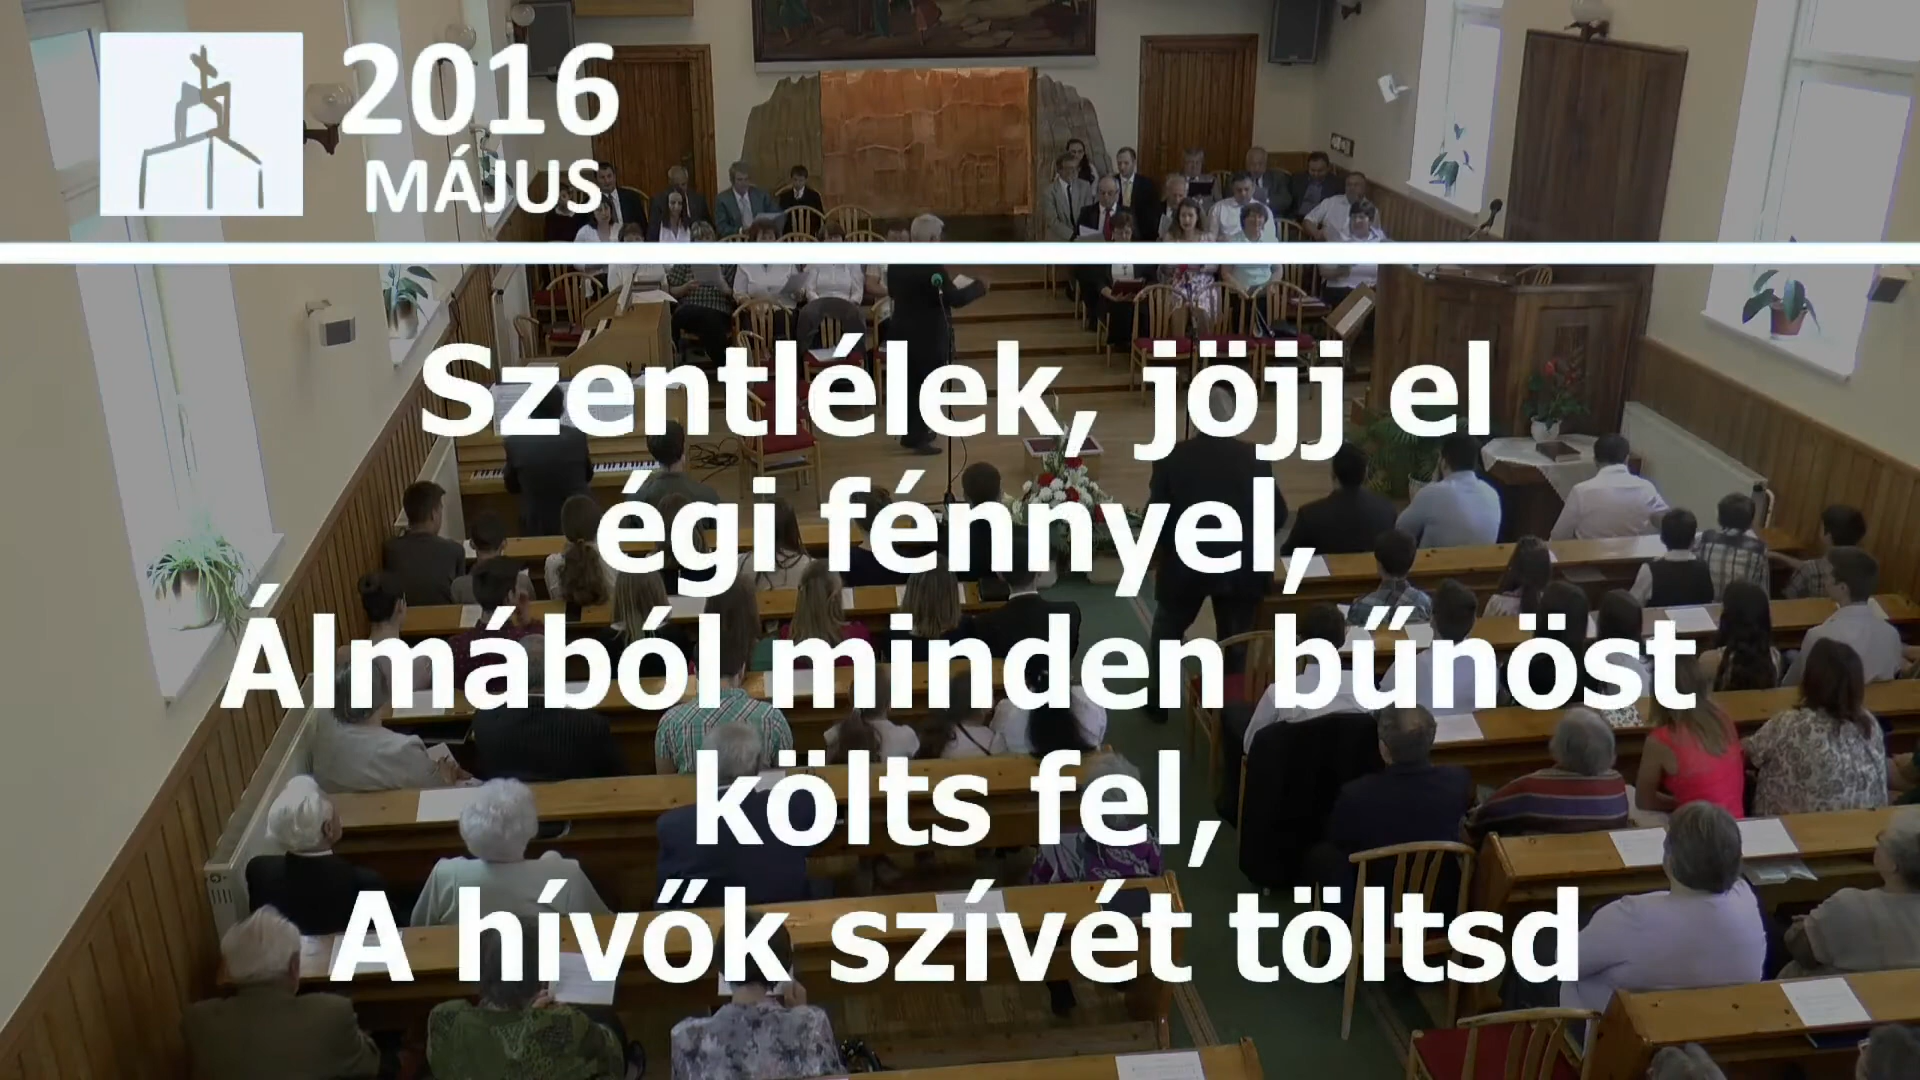 2016
MÁJUS
Szentlélek, jöjj el
égi fénnyel,
Álmából minden bűnöst
költs fel,
A hívők szívét töltsd